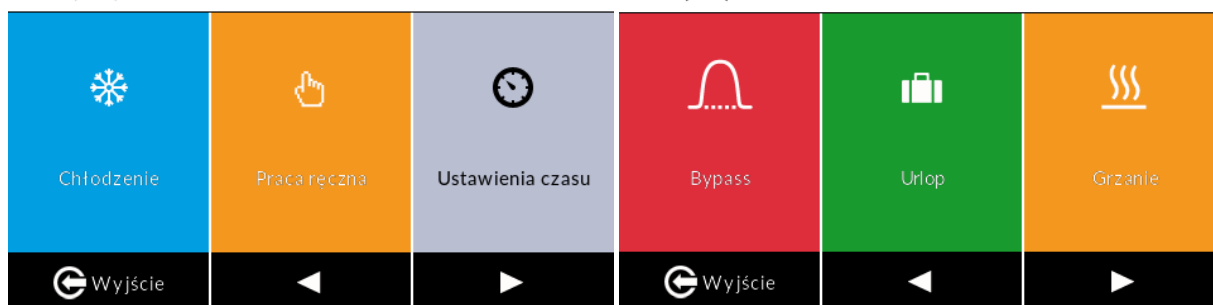 Chłodzenie
Praca ręczna
Ustawienia czasu
Wyjście
Bypass
Urlop
Grzanie
Wyjście